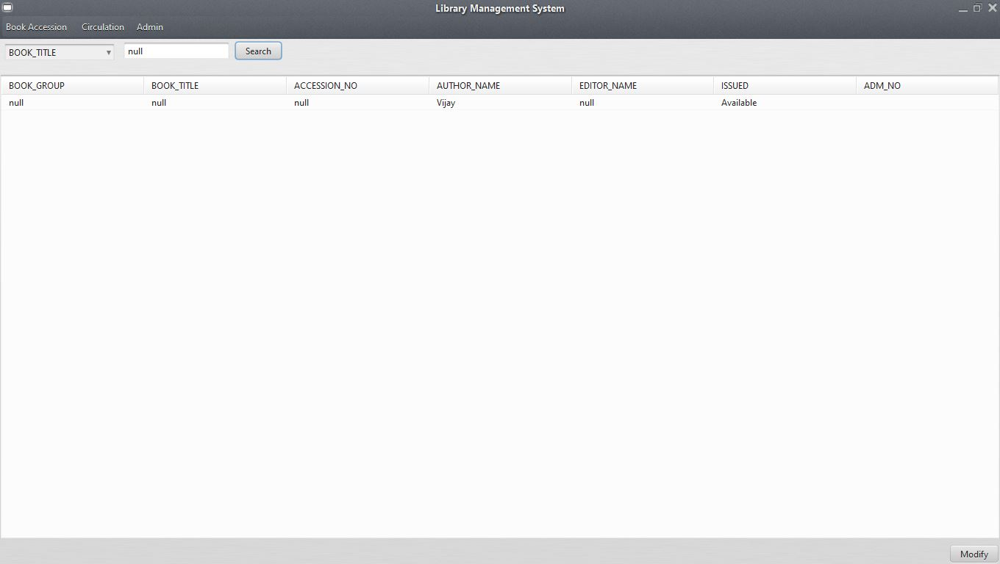 Library Management System
Book Accession Circulation Admin
BOOK_TITLE null Search
BOOK_GROUP BOOK_TITLE ACCESSION_NO AUTHOR_NAME EDITOR_NAME ISSUED ADM_NO
null null null Vijay null Available
Modify